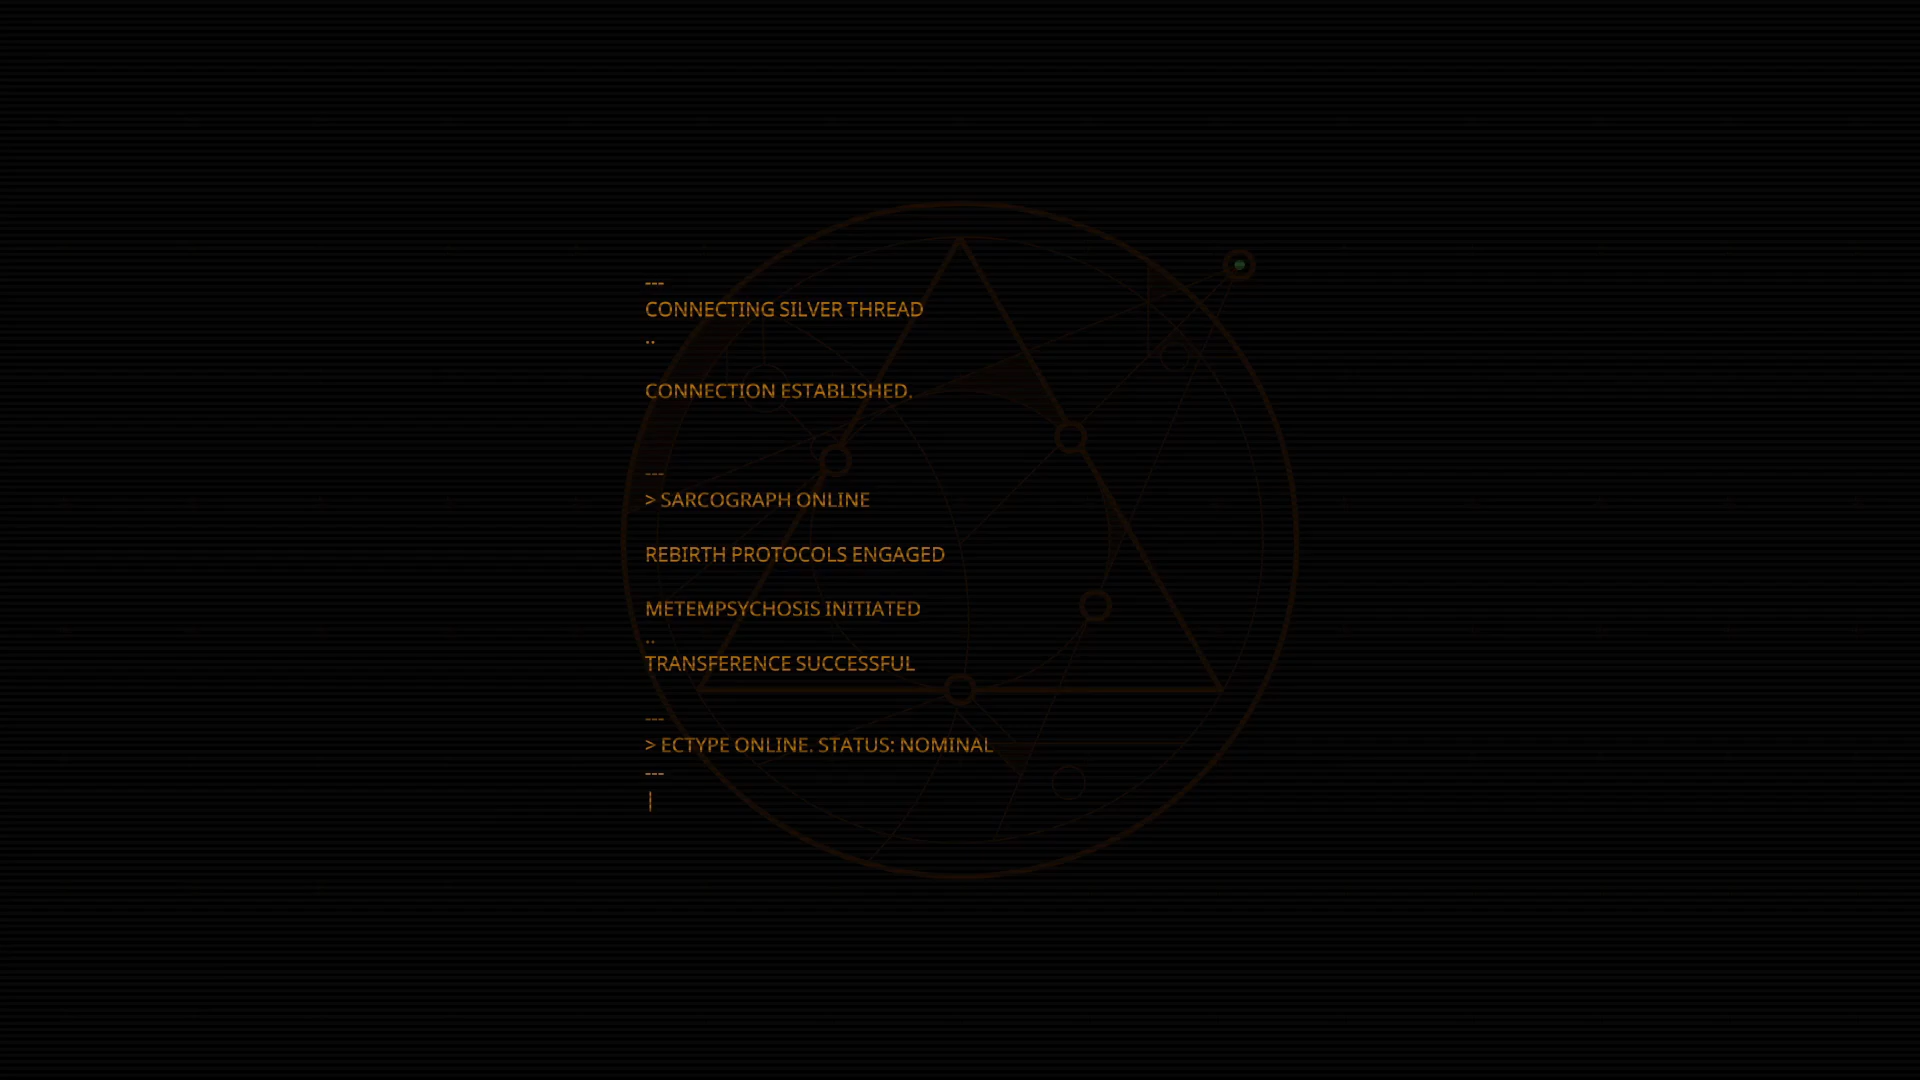 ---
CONNECTING SILVER THREAD
..
CONNECTION ESTABLISHED.
---
> SARCOGRAPH ONLINE
REBIRTH PROTOCOLS ENGAGED
METEMPSYCHOSIS INITIATED
..
TRANSFERENCE SUCCESSFUL
---
> ECTYPE ONLINE. STATUS: NOMINAL
---
|